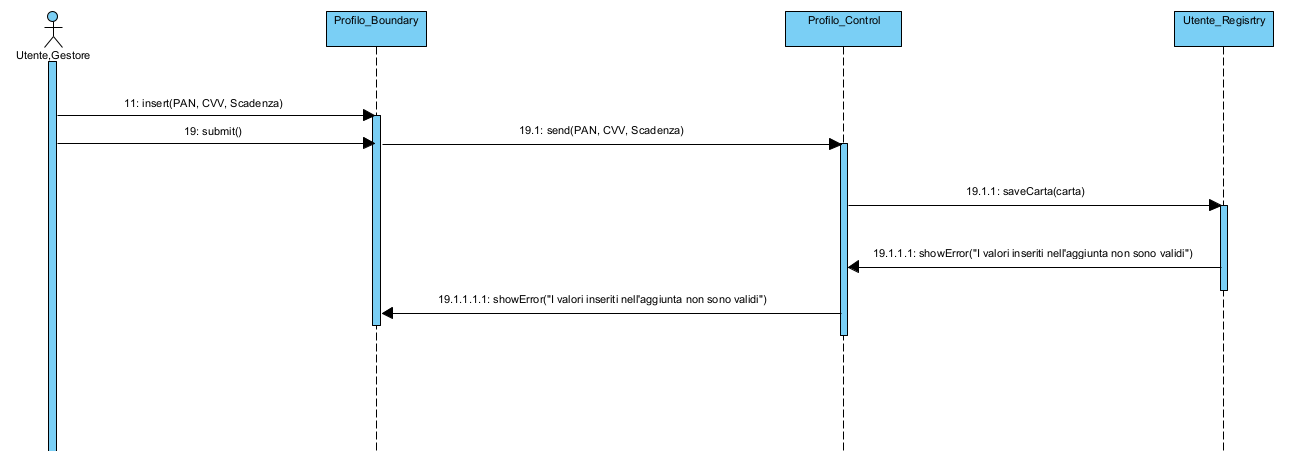 Utente,Gestore
Profilo_Boundary
Profilo_Control
Utente_Regisrtry
11: insert(PAN, CVV, Scadenza)
19: submit()
19.1: send(PAN, CVV, Scadenza)
19.1.1: saveCarta(carta)
19.1.1.1: showError("I valori inseriti nell'aggiunta non sono validi")
19.1.1.1.1: showError("I valori inseriti nell'aggiunta non sono validi")